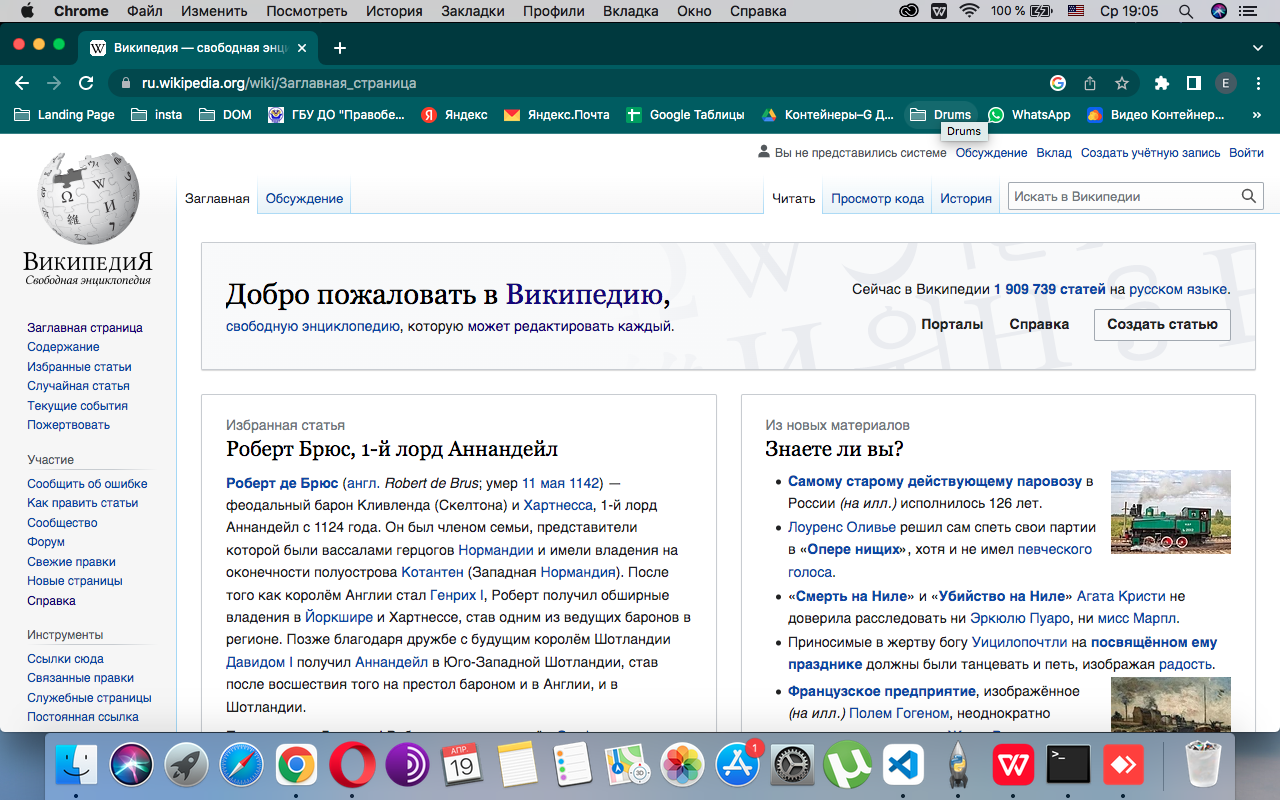 Chrome Файл Изменить Посмотреть История Закладки Профили Вкладка Окно Справка 100 % Ср 19:05
Википедия — свободная энци
ru.wikipedia.org/wiki/Заглавная_страница
E
Landing Page insta DOM ГБУ ДО "Правобе... Яндекс Яндекс.Почта Google Таблицы Контейнеры–G Д... Drums WhatsApp Видео Контейнер... »
Drums
Вы не представились системе Обсуждение Вклад Создать учётную запись Войти
Заглавная Обсуждение Читать Просмотр кода История Искать в Википедии
ВикипедиЯ
Свободная энциклопедия
Заглавная страница
Содержание
Избранные статьи
Случайная статья
Текущие события
Пожертвовать
Участие
Сообщить об ошибке
Как править статьи
Сообщество
Форум
Свежие правки
Новые страницы
Справка
Инструменты
Ссылки сюда
Связанные правки
Служебные страницы
Постоянная ссылка
Добро пожаловать в Википедию,
свободную энциклопедию, которую может редактировать каждый.
Сейчас в Википедии 1 909 739 статей на русском языке.
Порталы Справка Создать статью
Избранная статья
Роберт Брюс, 1-й лорд Аннандейл
Роберт де Брюс (англ. Robert de Brus; умер 11 мая 1142) —
феодальный барон Кливленда (Скелтона) и Хартнесса, 1-й лорд
Аннандейл с 1124 года. Он был членом семьи, представители
которой были вассалами герцогов Нормандии и имели владения на
оконечности полуострова Котантен (Западная Нормандия). После
того как королём Англии стал Генрих I, Роберт получил обширные
владения в Йоркшире и Хартнессе, став одним из ведущих баронов в
регионе. Позже благодаря дружбе с будущим королём Шотландии
Давидом I получил Аннандейл в Юго-Западной Шотландии, став
после восшествия того на престол бароном и в Англии, и в
Шотландии.
Из новых материалов
Знаете ли вы?
Самому старому действующему паровозу в
России (на илл.) исполнилось 126 лет.
Лоуренс Оливье решил сам спеть свои партии
в «Опере нищих», хотя и не имел певческого
голоса.
«Смерть на Ниле» и «Убийство на Ниле» Агата Кристи не
доверила расследовать ни Эркюлю Пуаро, ни мисс Марпл.
Приносимые в жертву богу Уицилопочтли на посвящённом ему
празднике должны были танцевать и петь, изображая радость.
Французское предприятие, изображённое
(на илл.) Полем Гогеном, неоднократно
АПР.
19
3D
1